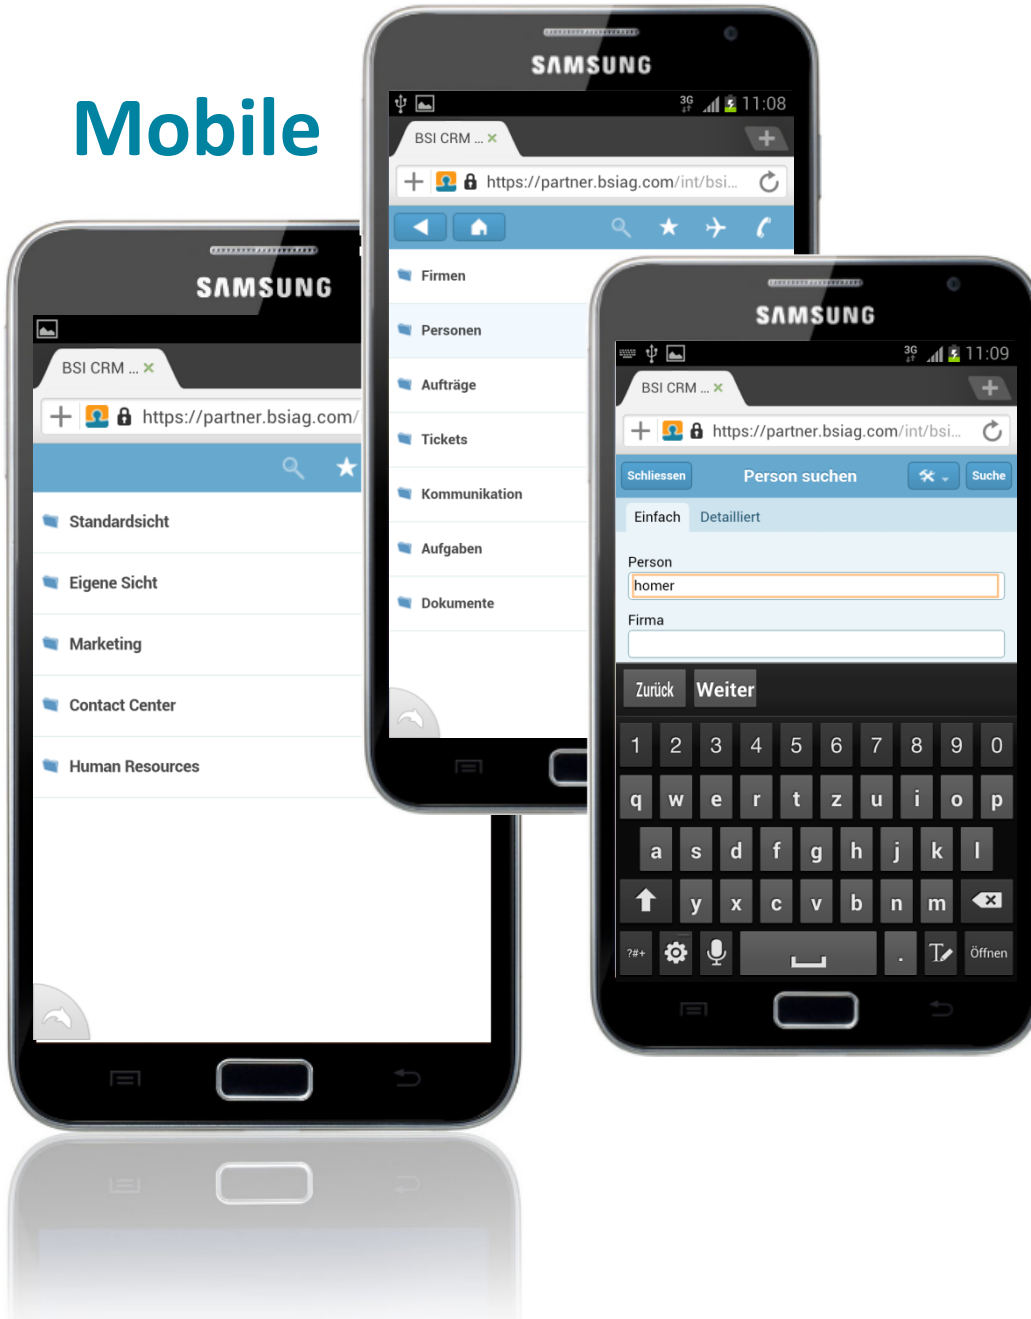 Mobile
SAMSUNG
BSI CRM ... ×
https://partner.bsiag.com/
Standardsicht
Eigene Sicht
Marketing
Contact Center
Human Resources
SAMSUNG
3G 11:08
BSI CRM ... ×
https://partner.bsiag.com/int/bsi...
Firmen
Personen
Aufträge
Tickets
Kommunikation
Aufgaben
Dokumente
SAMSUNG
3G 11:09
BSI CRM ... ×
https://partner.bsiag.com/int/bsi...
Schliessen Person suchen Suche
Einfach Detailliert
Person
homer
Firma
Zurück Weiter
1 2 3 4 5 6 7 8 9 0
q w e r t z u i o p
a s d f g h j k l
y x c v b n m
?#+ . T Öffnen